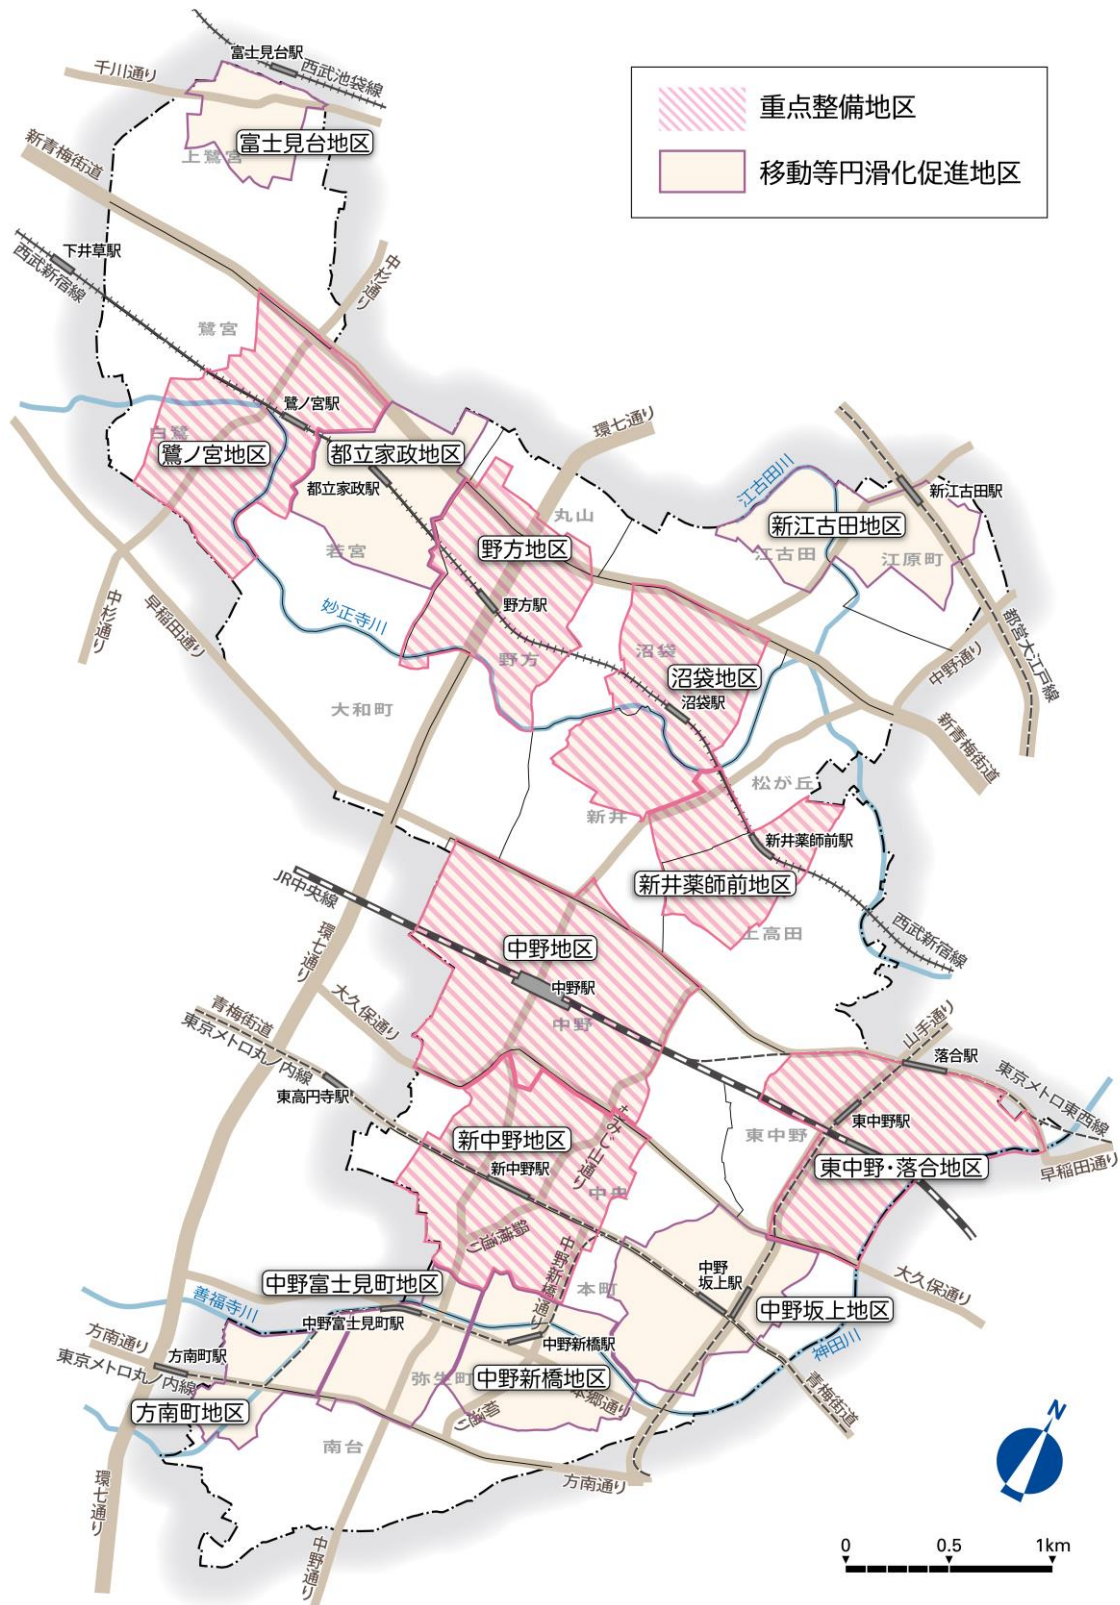 富士見台駅
西武池袋線
千川通り
重点整備地区
移動等円滑化促進地区
富士見台地区
上鷺宮
新青梅街道
下井草駅
西武新宿線
中杉通り
鷺宮
鷺ノ宮駅
白鷺
鷺ノ宮地区
都立家政地区
都立家政駅
若宮
環七通り
丸山
江古田川
新江古田駅
新江古田地区
江古田
江原町
野方地区
野方駅
野方
妙正寺川
中杉通り
早稲田通り
都営大江戸線
沼袋
沼袋地区
沼袋駅
中野通り
大和町
新青梅街道
松が丘
新井
新井薬師前駅
新井薬師前地区
上高田
JR中央線
西武新宿線
環七通り
中野地区
中野駅
中野
大久保通り
青梅街道
東京メトロ丸ノ内線
山手通り
落合駅
東京メトロ東西線
東高円寺駅
東中野駅
東中野
新中野地区
もみじ山通り
新中野駅
東中野・落合地区
早稲田通り
中央
鍋横通り
中野新橋通り
中野坂上駅
本町
中野富士見町地区
大久保通り
中野坂上地区
善福寺川
中野富士見町駅
神田川
方南通り
方南町駅
中野新橋駅
東京メトロ丸ノ内線
弥生町
中野新橋地区
本郷通り
青梅街道
方南町地区
南台
方南通り
環七通り
中野通り
N
0 0.5 1km